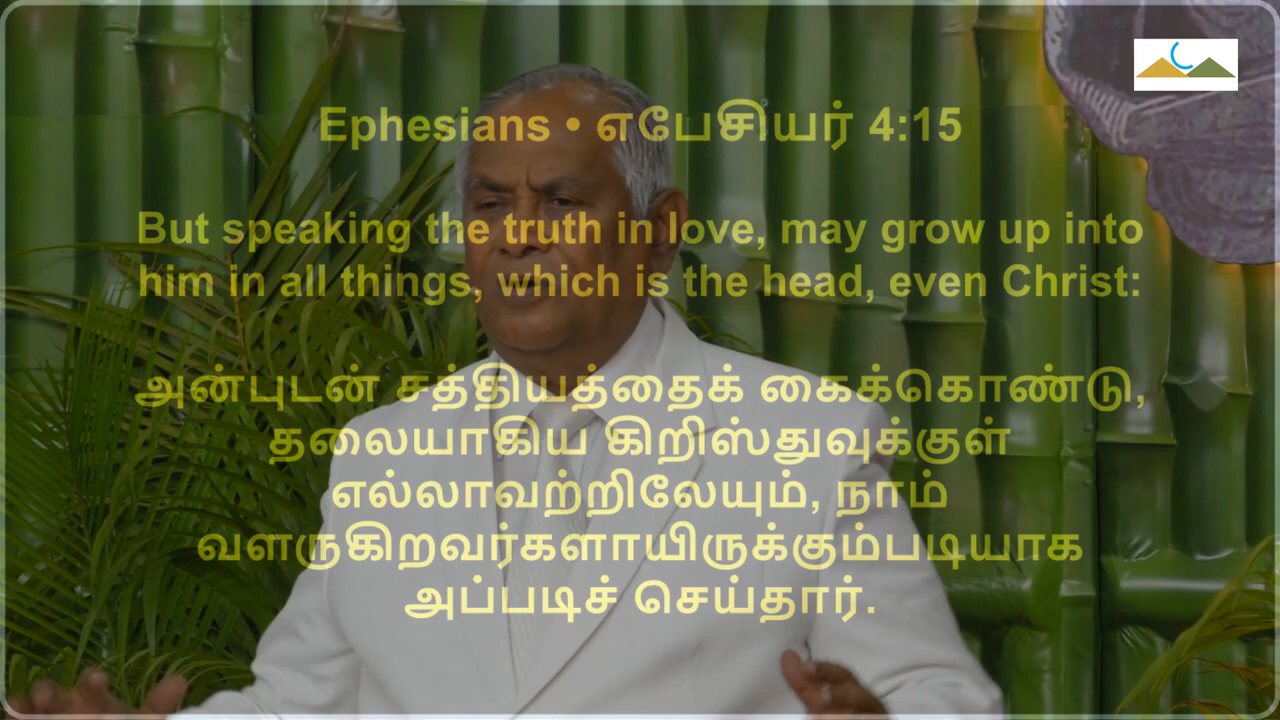 Ephesians • எபேசியர் 4:15
But speaking the truth in love, may grow up into
him in all things, which is the head, even Christ:
அன்புடன் சத்தியத்தைக் கைக்கொண்டு,
தலையாகிய கிறிஸ்துவுக்குள்
எல்லாவற்றிலேயும், நாம்
வளருகிறவர்களாயிருக்கும்படியாக
அப்படிச் செய்தார்.